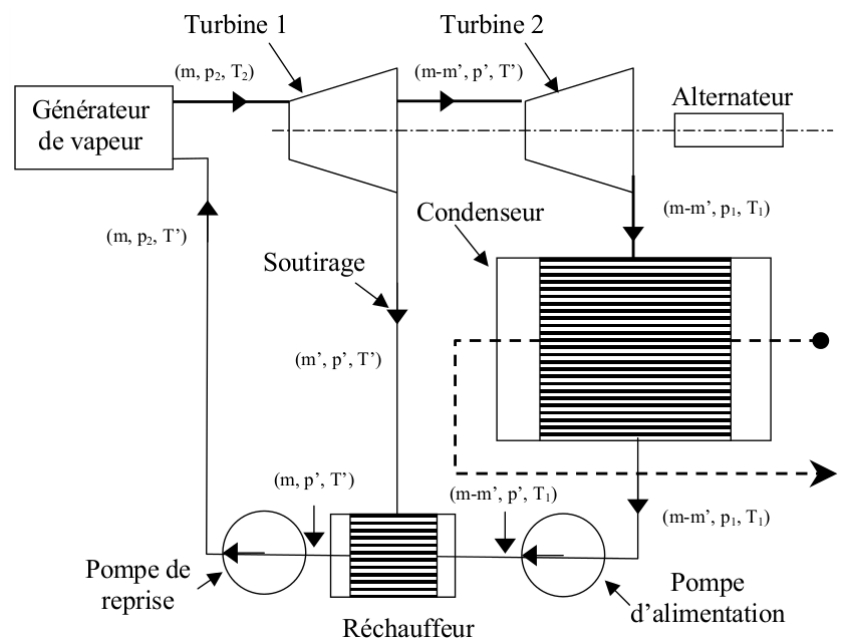 Turbine 1
Turbine 2
(m, p₂, T₂)
(m-m’, p’, T’)
Générateur
de vapeur
Alternateur
(m-m’, p₁, T₁)
Condenseur
(m, p₂, T’)
Soutirage
(m’, p’, T’)
(m, p’, T’)
(m-m’, p’, T₁)
(m-m’, p₁, T₁)
Pompe de
reprise
Pompe
d’alimentation
Réchauffeur